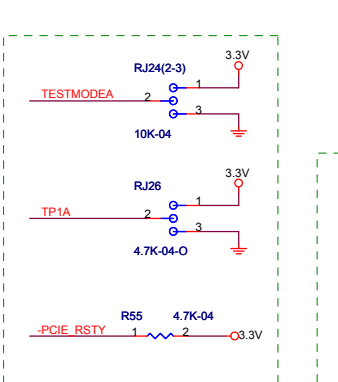 3.3V
RJ24(2-3)
1
TESTMODEA 2
3
10K-04
3.3V
RJ26
1
TP1A 2
3
4.7K-04-O
R55 4.7K-04
-PCIE_RSTY 1 2 3.3V